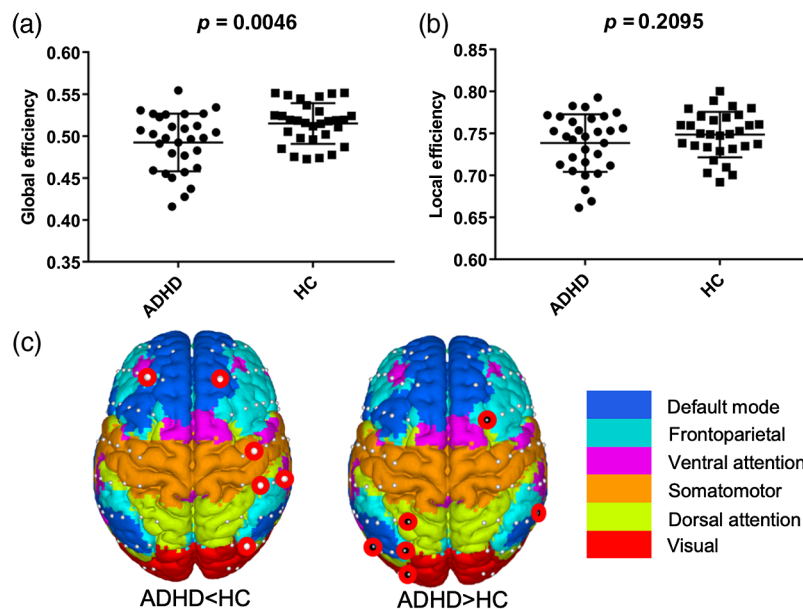 (a)
p = 0.0046
Global efficiency
0.60
0.55
0.50
0.45
0.40
0.35
ADHD
HC
(b)
p = 0.2095
Local efficiency
0.85
0.80
0.75
0.70
0.65
0.60
ADHD
HC
(c)
ADHD<HC
ADHD>HC
Default mode
Frontoparietal
Ventral attention
Somatomotor
Dorsal attention
Visual